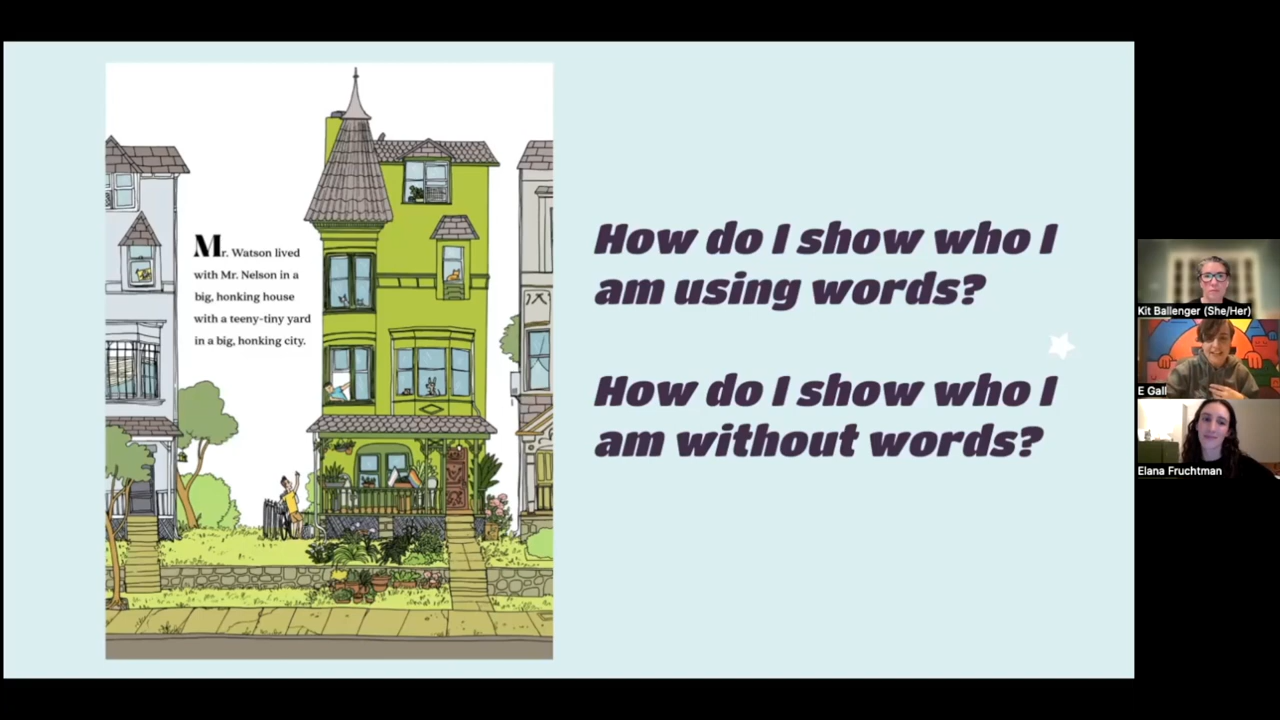 Mr. Watson lived
with Mr. Nelson in a
big, honking house
with a teeny-tiny yard
in a big, honking city.
How do I show who I
am using words?
How do I show who I
am without words?
Kit Ballenger (She/Her)
E Gall
Elana Fruchtman